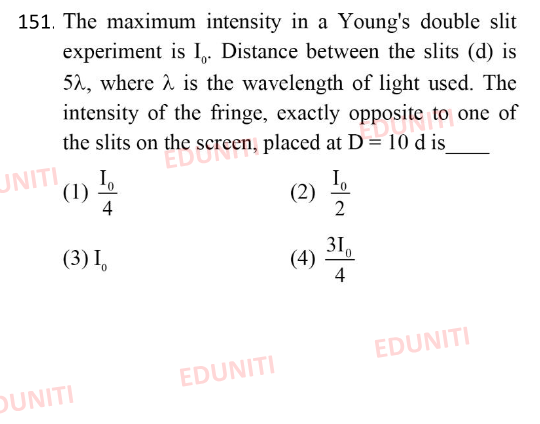 151. The maximum intensity in a Young's double slit
experiment is I₀. Distance between the slits (d) is
5λ, where λ is the wavelength of light used. The
intensity of the fringe, exactly opposite to one of
the slits on the screen, placed at D = 10 d is____
(1) I₀/4 (2) I₀/2
(3) I₀ (4) 3I₀/4
EDUNITI
EDUNITI
UNITI
EDUNITI
EDUNITI
DUNITI